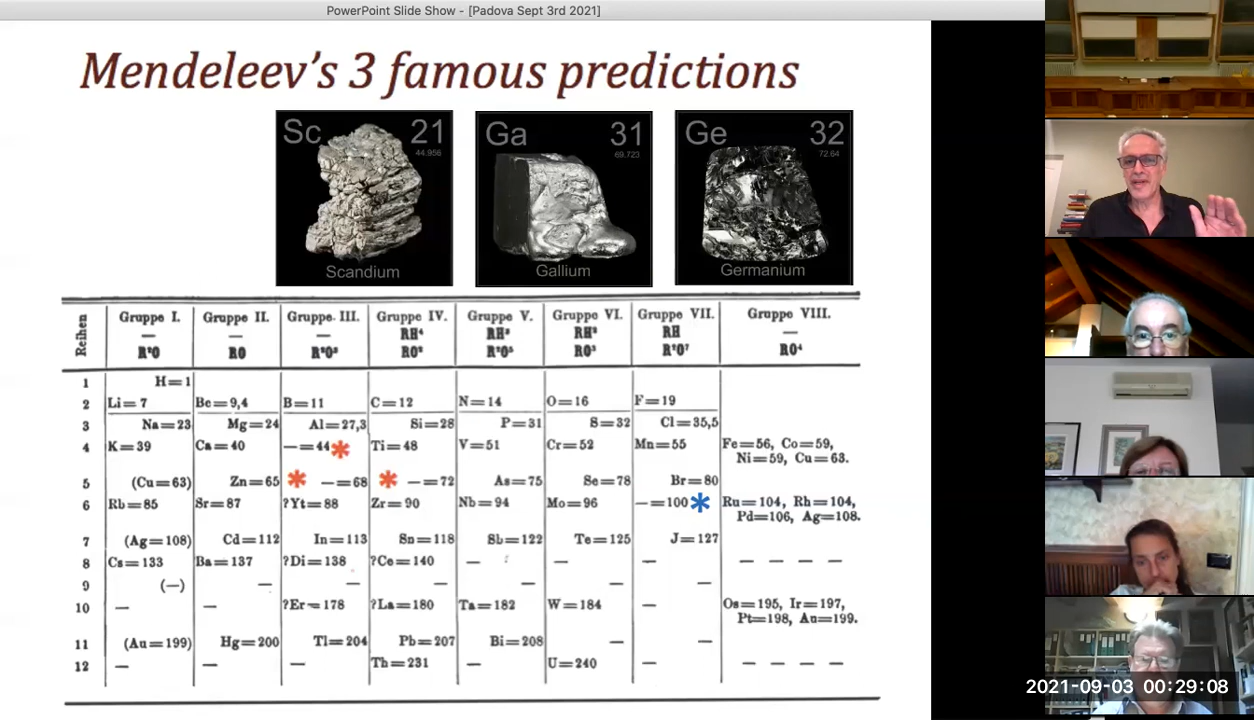 PowerPoint Slide Show - [Padova Sept 3rd 2021]
Mendeleev's 3 famous predictions
Sc 21
44.956
Scandium
Ga 31
69.723
Gallium
Ge 32
72.64
Germanium
Reihen
Gruppe I. Gruppe II. Gruppe III. Gruppe IV. Gruppe V. Gruppe VI. Gruppe VII. Gruppe VIII.
— — — RH⁴ RH³ RH² RH —
R²O RO R²O³ RO² R²O⁵ RO³ R²O⁷ RO⁴
1 H=1
2 Li=7 Be=9,4 B=11 C=12 N=14 O=16 F=19
3 Na=23 Mg=24 Al=27,3 Si=28 P=31 S=32 Cl=35,5
4 K=39 Ca=40 —=44 Ti=48 V=51 Cr=52 Mn=55 Fe=56, Co=59,
Ni=59, Cu=63.
5 (Cu=63) Zn=65 —=68 —=72 As=75 Se=78 Br=80
6 Rb=85 Sr=87 ?Yt=88 Zr=90 Nb=94 Mo=96 —=100 Ru=104, Rh=104,
Pd=106, Ag=108.
7 (Ag=108) Cd=112 In=113 Sn=118 Sb=122 Te=125 J=127
8 Cs=133 Ba=137 ?Di=138 ?Ce=140 — — — — — — —
9 (—) — — — — — —
10 — — ?Er=178 ?La=180 Ta=182 W=184 — Os=195, Ir=197,
Pt=198, Au=199.
11 (Au=199) Hg=200 Tl=204 Pb=207 Bi=208 — —
12 — — — Th=231 — U=240 — — — — —
2021-09-03 00:29:08